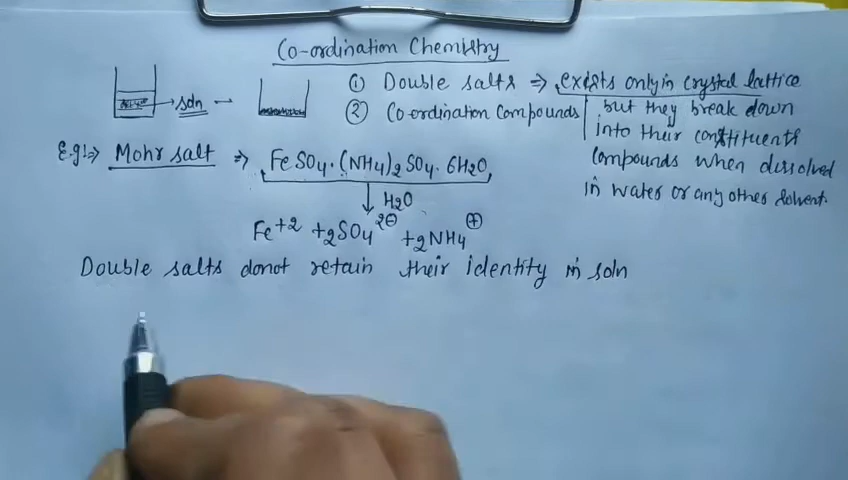 Co-ordination Chemistry
→ soln –
① Double salts ⇒ exists only in crystal lattice
② Co-ordination Compounds
but they break down
into their constituents
compounds when dissolved
in water or any other solvent.
E.g:⇒ Mohr salt ⇒ FeSO4·(NH4)2SO4·6H2O
↓ H2O
Fe+2 + 2SO4 2⊖ + 2NH4 ⊕
Double salts donot retain their identity in soln